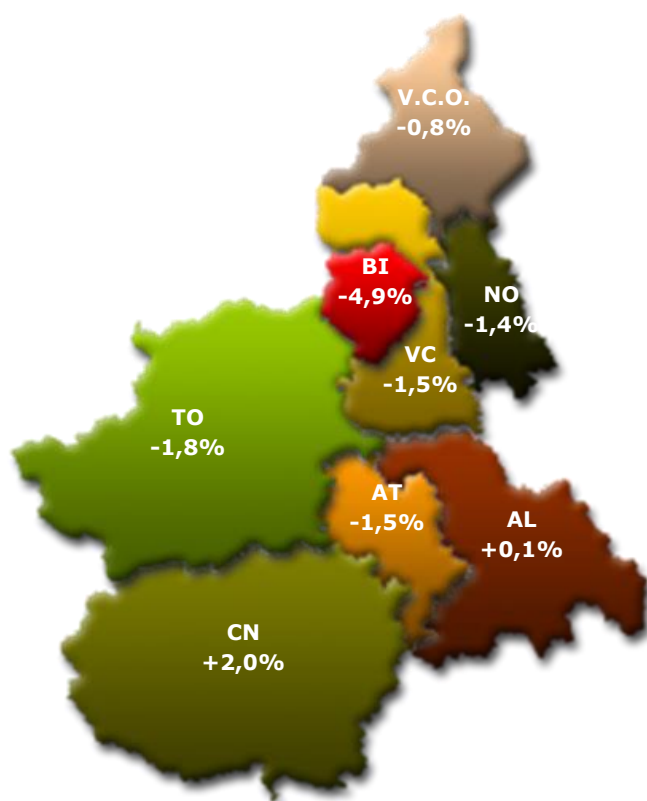 V.C.O.
-0,8%
BI
-4,9%
NO
-1,4%
VC
-1,5%
TO
-1,8%
AT
-1,5%
AL
+0,1%
CN
+2,0%